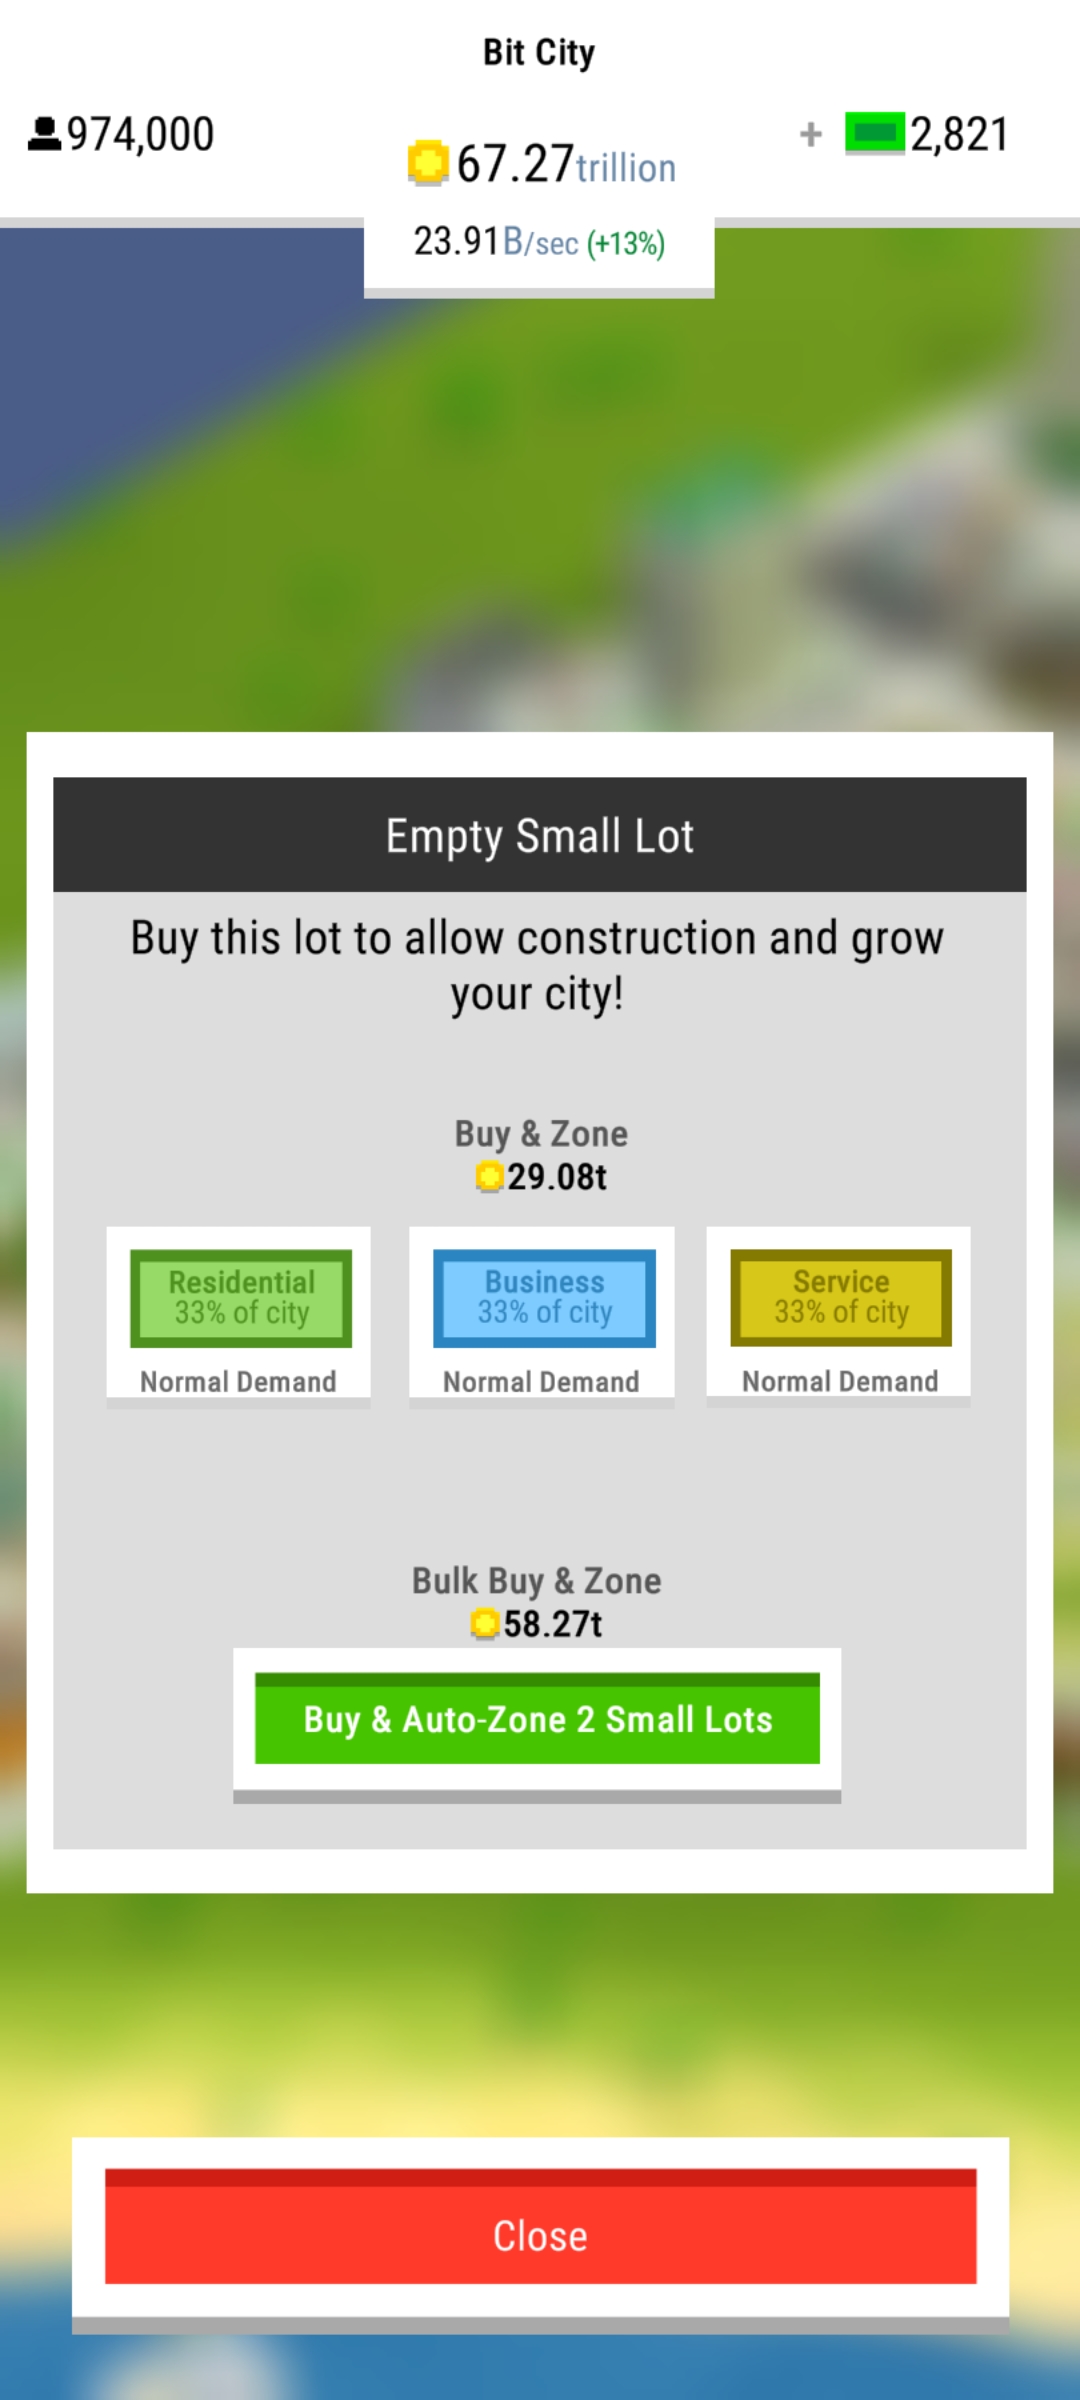 Bit City
974,000
67.27trillion
+ 2,821
23.91B/sec (+13%)
Empty Small Lot
Buy this lot to allow construction and grow
your city!
Buy & Zone
29.08t
Residential
33% of city
Normal Demand
Business
33% of city
Normal Demand
Service
33% of city
Normal Demand
Bulk Buy & Zone
58.27t
Buy & Auto-Zone 2 Small Lots
Close